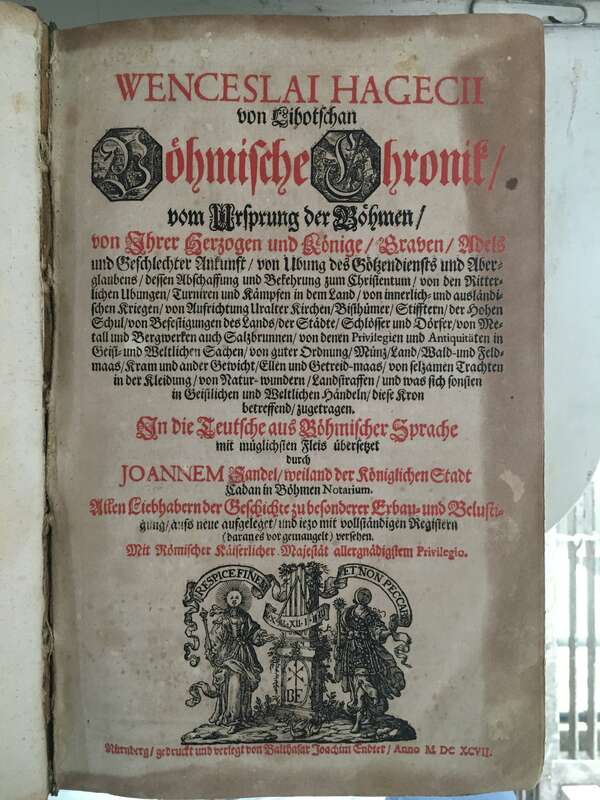 WENCESLAI HAGECII
von Lihotschan
Böhmische Chronik/
vom Ursprung der Böhmen/
von Ihrer Herzogen und Könige/ Graven/ Adels
und Geschlechter Ankunft/ von Übung des Götzendiensts und Aber-
glaubens/ dessen Abschaffung und Bekehrung zum Christentum/ von den Ritter-
lichen Übungen/ Turniren und Kämpfen in dem Land/ von innerlich- und ausländi-
schen Kriegen/ von Aufrichtung Uralter Kirchen/ Bisthümer/ Stifftern/ der Hohen
Schul/ von Befestigungen des Landes/ der Städte/ Schlösser und Dörfer/ von Me-
tall und Bergwerken auch Salzbrunnen/ von denen Privilegien und Antiquitäten in
Geist- und Weltlichen Sachen/ von guter Ordnung/ Münz/ Land/ Wald- und Feld-
maas/ Kram und ander Gewicht/ Ellen und Getreid-maas/ von selzamen Trachten
in der Kleidung/ von Natur-wundern/ Landstraffen/ und was sich sonsten
in Geistlichen und Weltlichen Händeln/ diese Kron
betreffend/ zugetragen.
In die Teutsche aus Böhmischer Sprache
mit müglichsten Fleis übersetzet
durch
JOANNEM Sandel/ weiland der Königlichen Stadt
Cadan in Böhmen Notarium.
Allen Liebhabern der Geschichte zu besonderer Erbau- und Belusti-
gung/ aufs neue aufgeleget/ und iezo mit vollständigen Registern
(daran es vor gemangelt) versehen.
Mit Römischer Käiserlicher Majestät allergnädigstem Privilegio.
RESPICE FINEM
ET NON PECCAB
BE
Nürnberg/ gedruckt und verlegt von Balthasar Joachim Endter/ Anno M. DC XCVII.